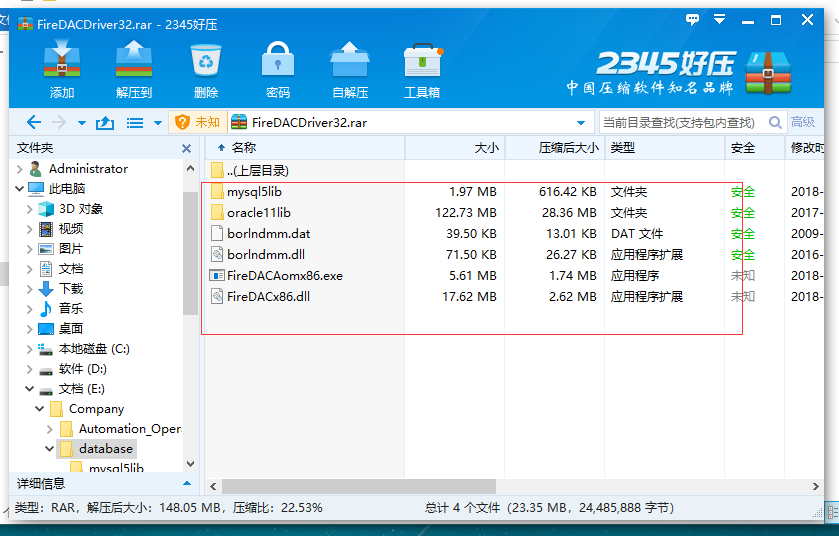 FireDACDriver32.rar - 2345好压
添加 解压到 删除 密码 自解压 工具箱
2345好压
中国压缩软件知名品牌
未知 FireDACDriver32.rar 当前目录查找(支持包内查找) 高级
文件夹 名称 大小 压缩后大小 类型 安全 修改时
..(上层目录)
mysql5lib 1.97 MB 616.42 KB 文件夹 安全 2018-
oracle11lib 122.73 MB 28.36 MB 文件夹 安全 2017-
borlndmm.dat 39.50 KB 13.01 KB DAT 文件 安全 2009-
borlndmm.dll 71.50 KB 26.27 KB 应用程序扩展 安全 2016-
FireDACAomx86.exe 5.61 MB 1.74 MB 应用程序 未知 2018-
FireDACx86.dll 17.62 MB 2.62 MB 应用程序扩展 未知 2018-
Administrator
此电脑
3D 对象
视频
图片
文档
下载
音乐
桌面
本地磁盘 (C:)
软件 (D:)
文档 (E:)
Company
Automation_Oper
database
mysql5lib
详细信息
类型：RAR，解压后大小：148.05 MB，压缩比：22.53% 总计 4 个文件（23.35 MB，24,485,888 字节）